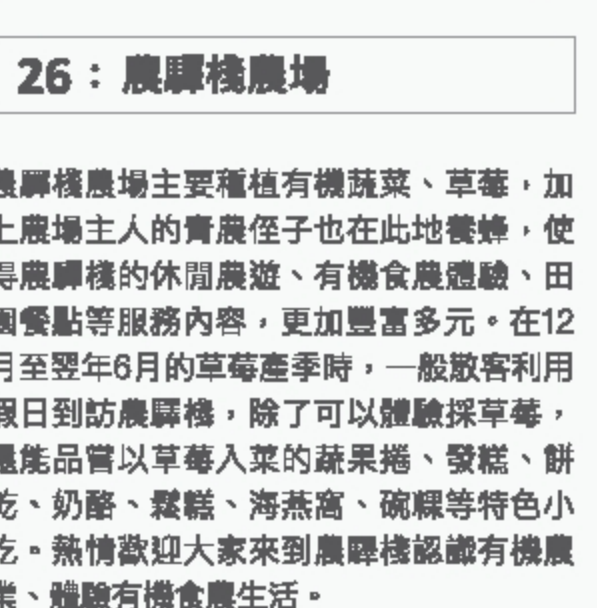 26：農驛棧農場
農驛棧農場主要種植有機蔬菜、草莓，加
上農場主人的青農侄子也在此地養蜂，使
得農驛棧的休閒農遊、有機食農體驗、田
園餐點等服務內容，更加豐富多元。在12
月至翌年6月的草莓產季時，一般散客利用
假日到訪農驛棧，除了可以體驗採草莓，
還能品嘗以草莓入菜的蔬果捲、發糕、餅
乾、奶酪、鬆糕、海燕窩、碗粿等特色小
吃。熱情歡迎大家來到農驛棧認識有機農
業、體驗有機食農生活。